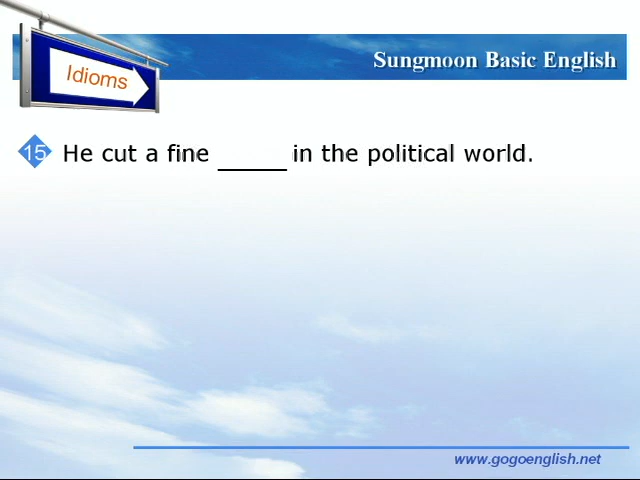 Idioms
Sungmoon Basic English
15 He cut a fine _____ in the political world.
www.gogoenglish.net